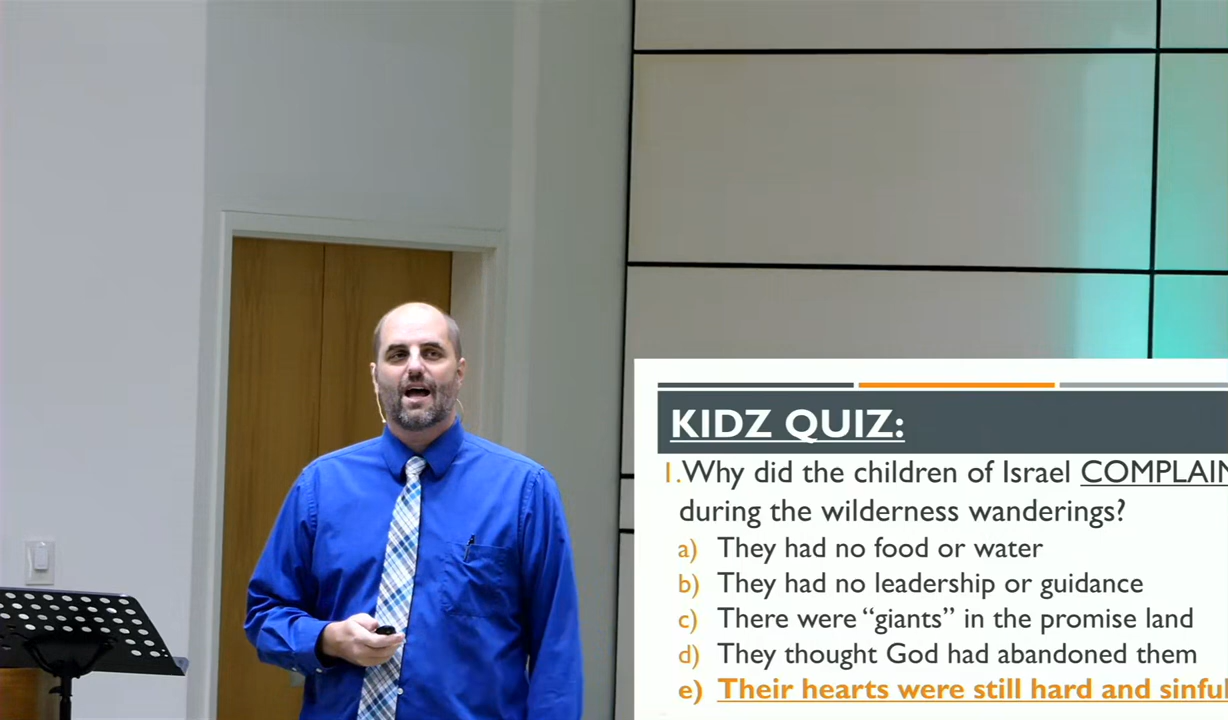 KIDZ QUIZ:
1.Why did the children of Israel COMPLAIN
during the wilderness wanderings?
a) They had no food or water
b) They had no leadership or guidance
c) There were “giants” in the promise land
d) They thought God had abandoned them
e) Their hearts were still hard and sinful